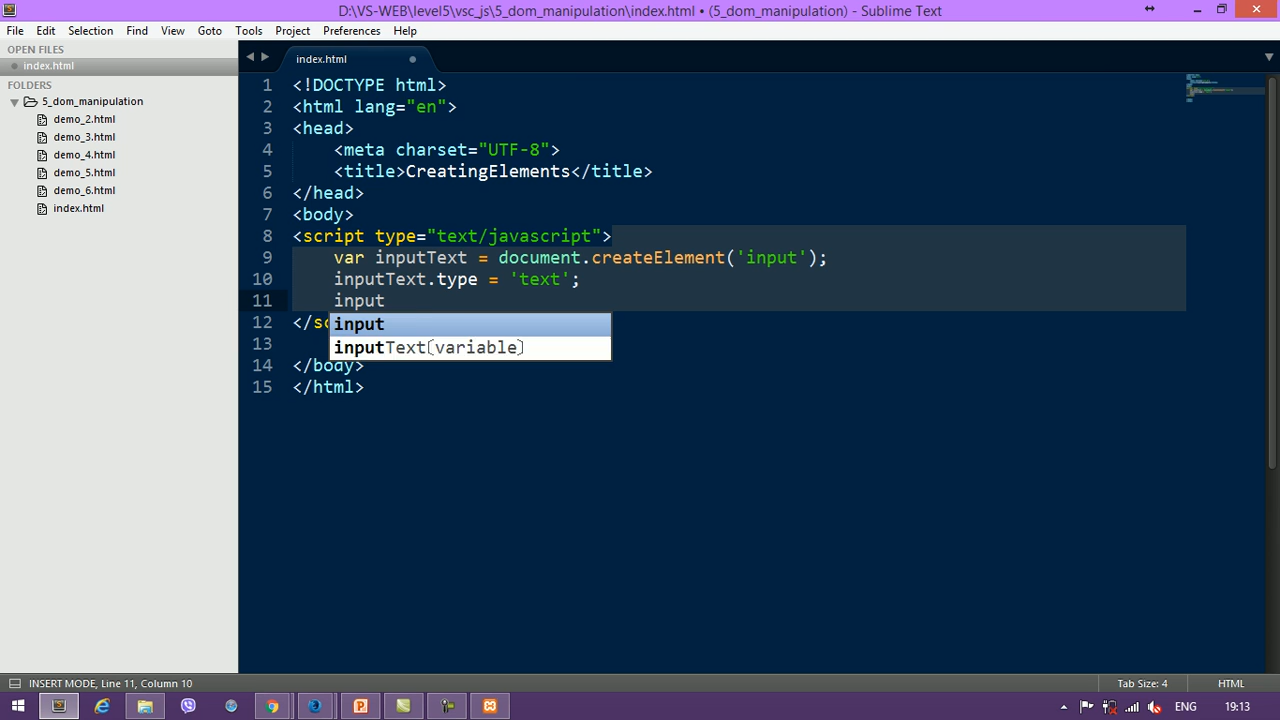 D:\VS-WEB\level5\vsc_js\5_dom_manipulation\index.html • (5_dom_manipulation) - Sublime Text
File Edit Selection Find View Goto Tools Project Preferences Help
OPEN FILES
index.html
FOLDERS
5_dom_manipulation
demo_2.html
demo_3.html
demo_4.html
demo_5.html
demo_6.html
index.html
index.html
1 <!DOCTYPE html>
2 <html lang="en">
3 <head>
4 <meta charset="UTF-8">
5 <title>CreatingElements</title>
6 </head>
7 <body>
8 <script type="text/javascript">
9 var inputText = document.createElement('input');
10 inputText.type = 'text';
11 input
12 </sc
input
13
inputText(variable)
14 </body>
15 </html>
INSERT MODE, Line 11, Column 10 Tab Size: 4 HTML
ENG 19:13